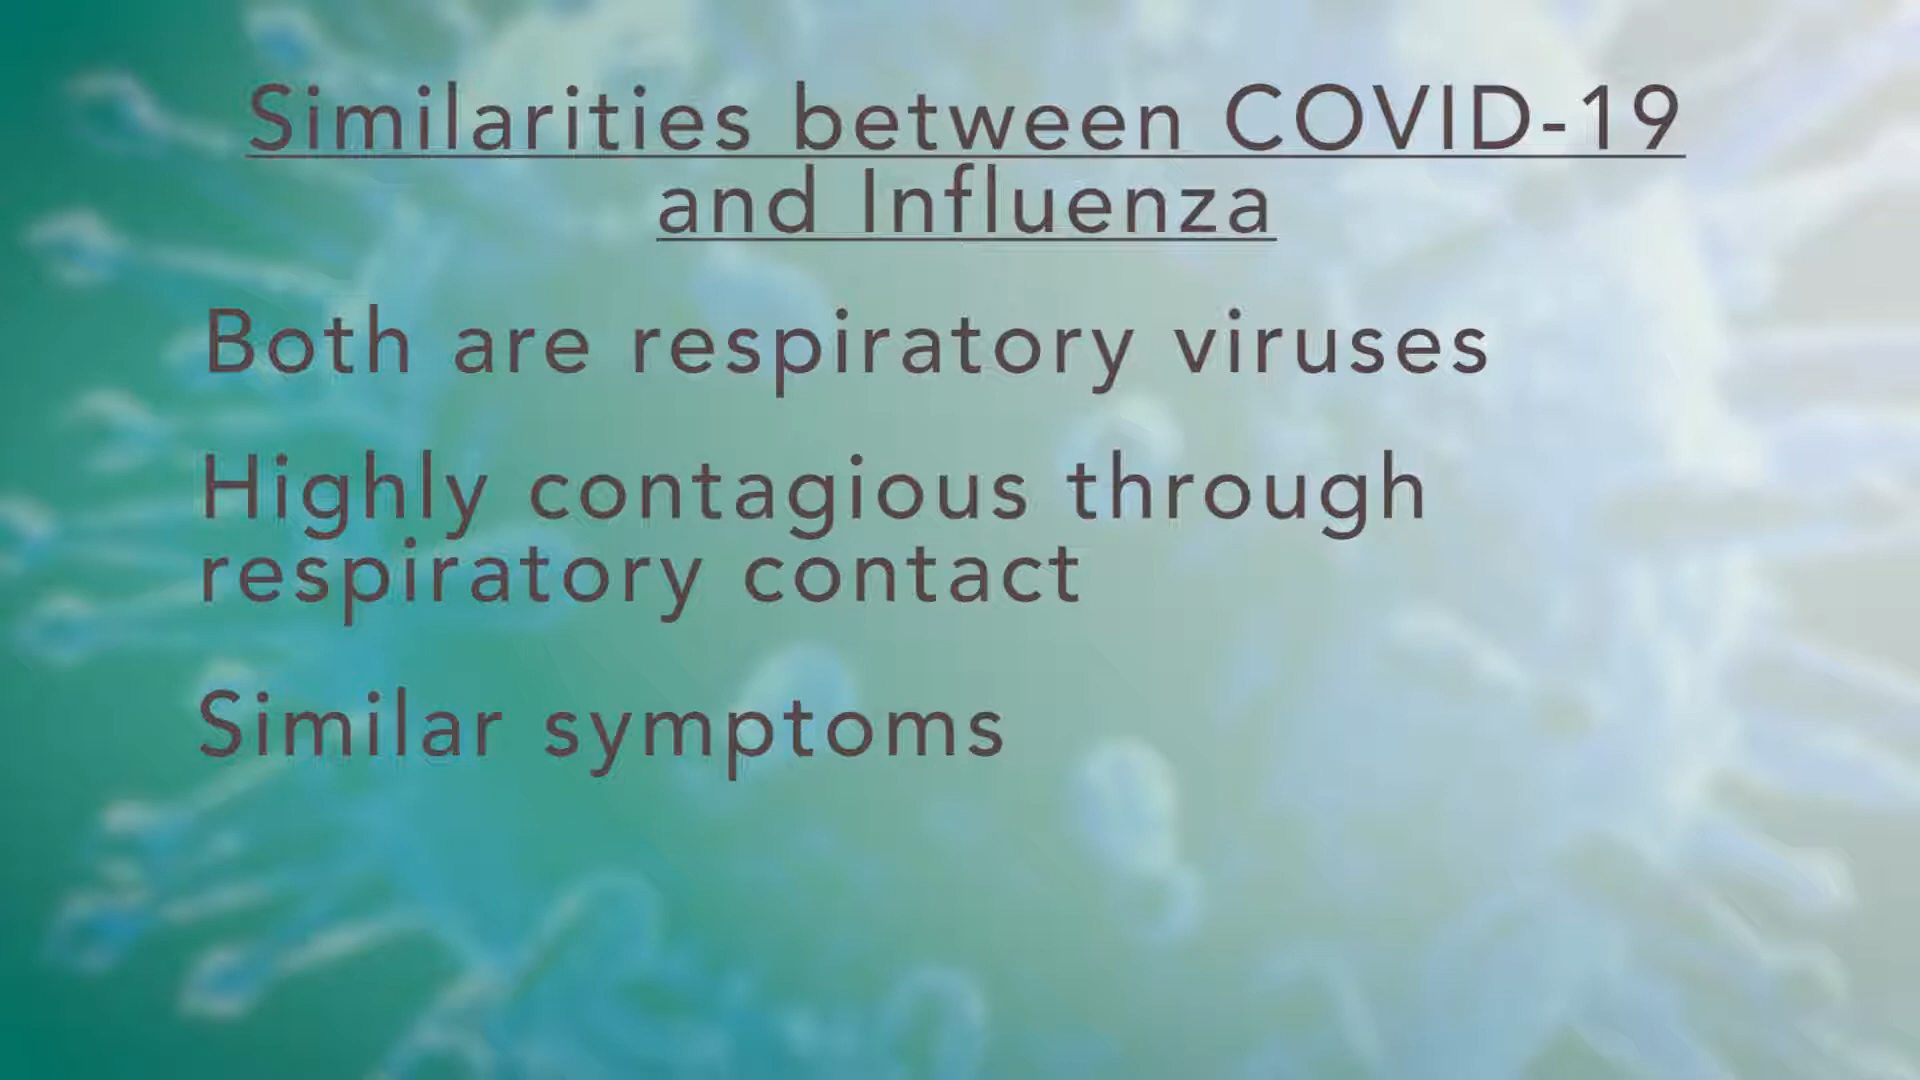 Similarities between COVID-19
and Influenza
Both are respiratory viruses
Highly contagious through
respiratory contact
Similar symptoms